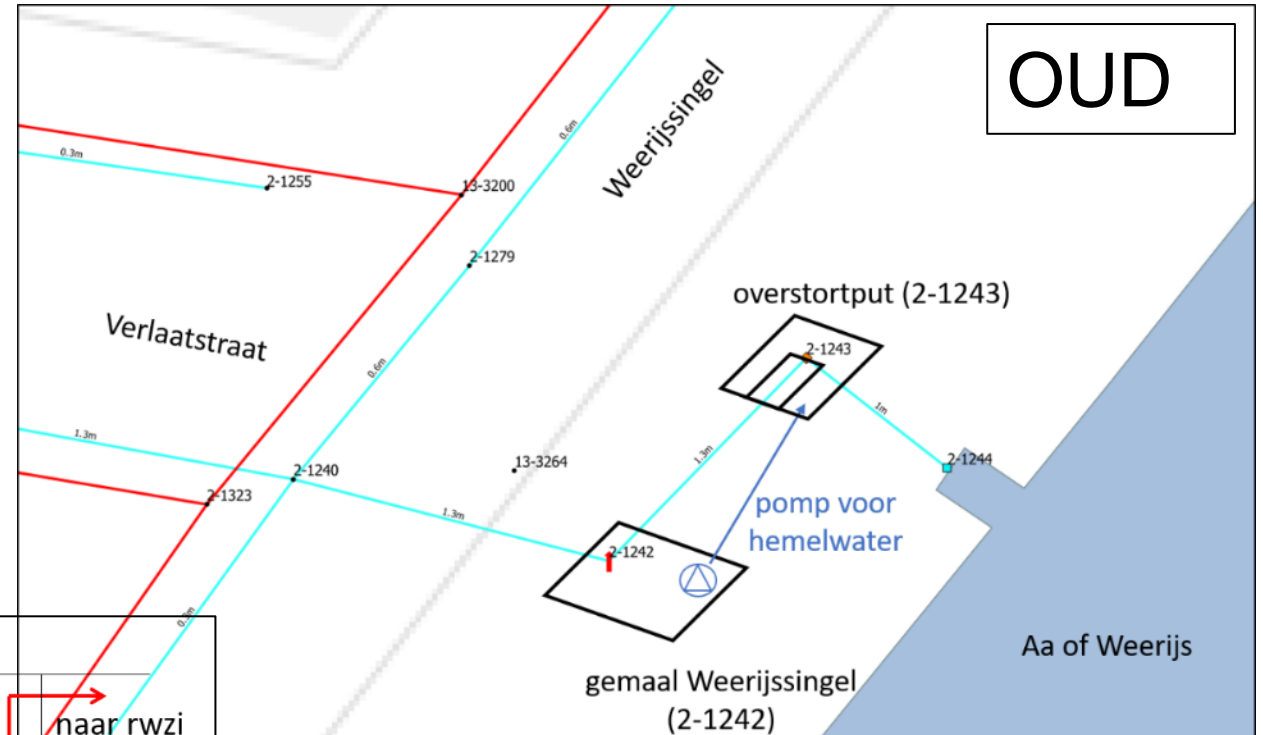 OUD
Weerijssingel
0.6m
0.3m
2-1255
13-3200
2-1279
overstortput (2-1243)
Verlaatstraat
2-1243
0.6m
1m
1.3m
2-1240
13-3264
1.3m
2-1244
2-1323
1.3m
pomp voor
hemelwater
2-1242
Aa of Weerijs
gemaal Weerijssingel
(2-1242)
naar rwzi